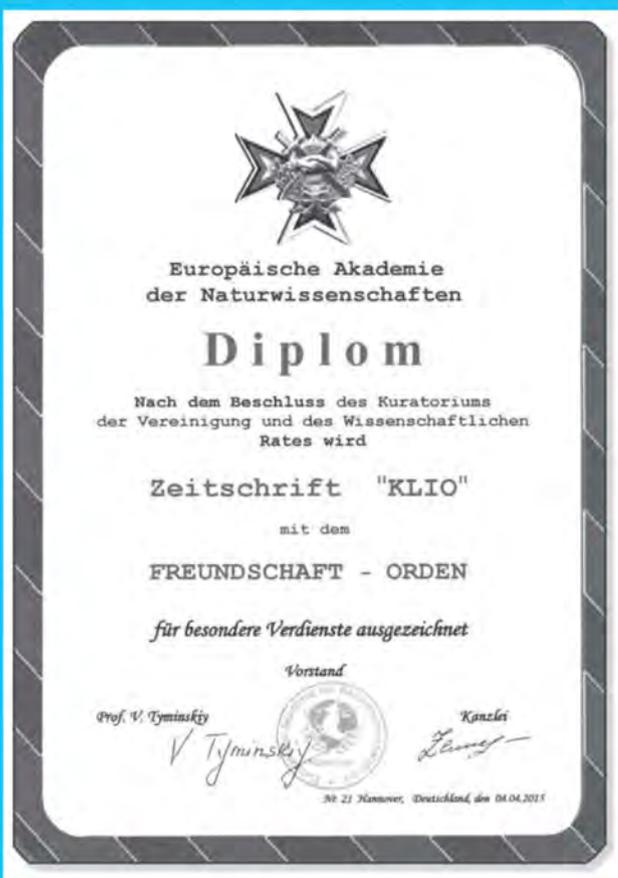 Europäische Akademie
der Naturwissenschaften
Diplom
Nach dem Beschluss des Kuratoriums
der Vereinigung und des Wissenschaftlichen
Rates wird
Zeitschrift "KLIO"
mit dem
FREUNDSCHAFT - ORDEN
für besondere Verdienste ausgezeichnet
Vorstand
Prof. V. Tyminskiy
Kanzlei
V Tyminskiy
Nr. 21 Hannover, Deutschland, den 04.04.2015